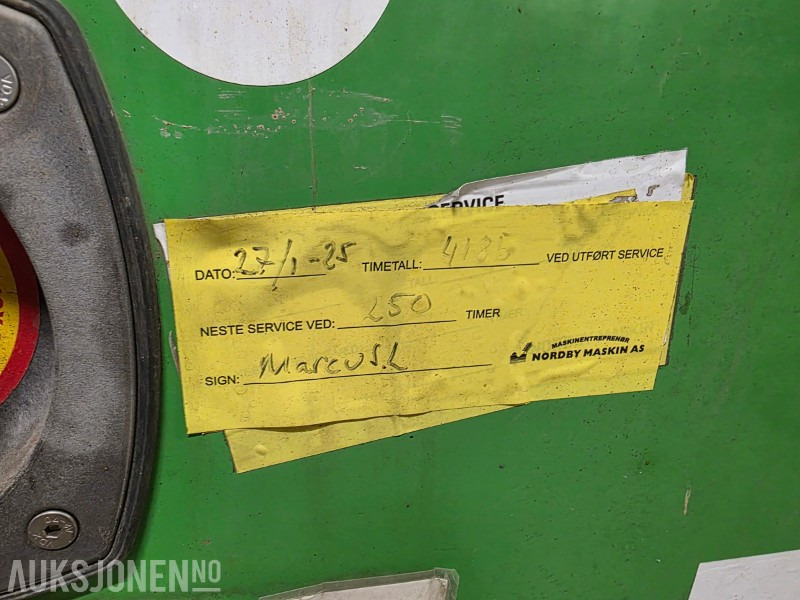 SERVICE
DATO: 27/1-25 TIMETALL: 4185 VED UTFØRT SERVICE
NESTE SERVICE VED: 250 TIMER
SIGN: Marcus.L
MASKINENTREPRENØR
NORDBY MASKIN AS
AUKSJONEN.NO